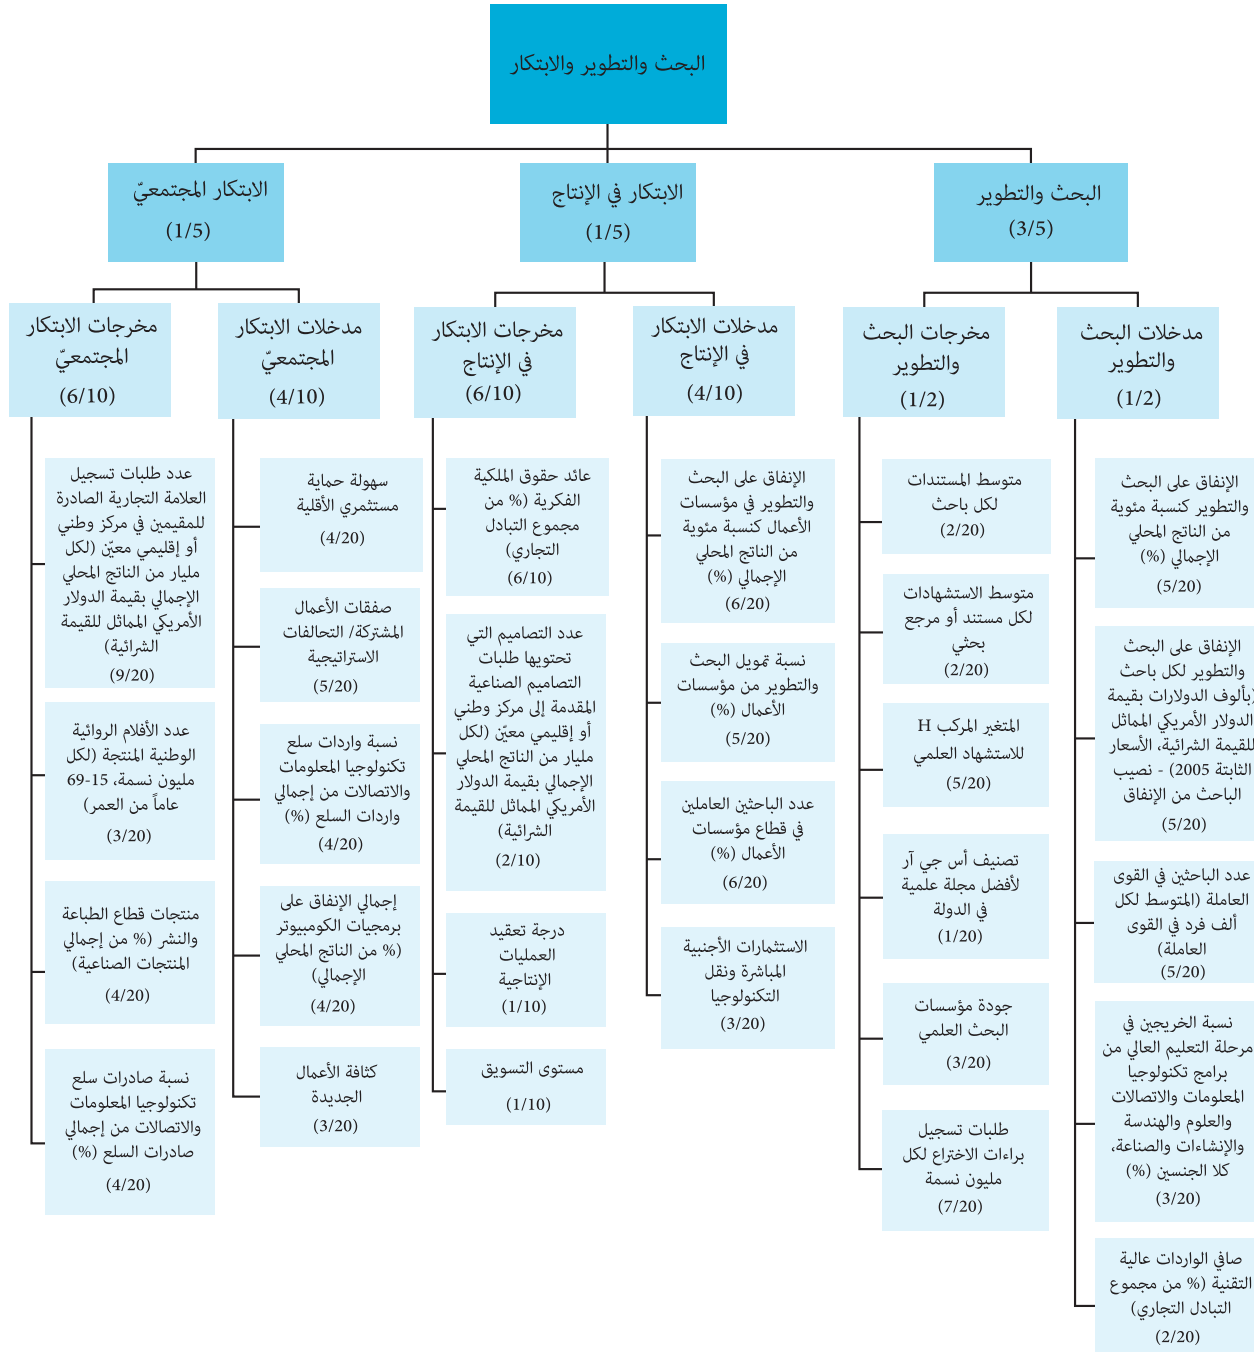 البحث والتطوير والابتكار
البحث والتطوير
(3/5)
الابتكار في الإنتاج
(1/5)
الابتكار المجتمعيّ
(1/5)
مدخلات البحث
والتطوير
(1/2)
مخرجات البحث
والتطوير
(1/2)
مدخلات الابتكار
في الإنتاج
(4/10)
مخرجات الابتكار
في الإنتاج
(6/10)
مدخلات الابتكار
المجتمعيّ
(4/10)
مخرجات الابتكار
المجتمعيّ
(6/10)
الإنفاق على البحث
والتطوير كنسبة مئوية
من الناتج المحلي
الإجمالي (%)
(5/20)
الإنفاق على البحث
والتطوير لكل باحث
(بألوف الدولارات بقيمة
الدولار الأمريكي المماثل
للقيمة الشرائية، الأسعار
الثابتة 2005) - نصيب
الباحث من الإنفاق
(5/20)
عدد الباحثين في القوى
العاملة (المتوسط لكل
ألف فرد في القوى
العاملة)
(5/20)
نسبة الخريجين في
مرحلة التعليم العالي من
برامج تكنولوجيا
المعلومات والاتصالات
والعلوم والهندسة
والإنشاءات والصناعة،
كلا الجنسين (%)
(3/20)
صافي الواردات عالية
التقنية (% من مجموع
التبادل التجاري)
(2/20)
متوسط المستندات
لكل باحث
(2/20)
متوسط الاستشهادات
لكل مستند أو مرجع
بحثي
(2/20)
المتغير المركب H
للاستشهاد العلمي
(5/20)
تصنيف أس جي آر
لأفضل مجلة علمية
في الدولة
(1/20)
جودة مؤسسات
البحث العلمي
(3/20)
طلبات تسجيل
براءات الاختراع لكل
مليون نسمة
(7/20)
الإنفاق على البحث
والتطوير في مؤسسات
الأعمال كنسبة مئوية
من الناتج المحلي
الإجمالي (%)
(6/20)
نسبة تمويل البحث
والتطوير من مؤسسات
الأعمال (%)
(5/20)
عدد الباحثين العاملين
في قطاع مؤسسات
الأعمال (%)
(6/20)
الاستثمارات الأجنبية
المباشرة ونقل
التكنولوجيا
(3/20)
عائد حقوق الملكية
الفكرية (% من
مجموع التبادل
التجاري)
(6/10)
عدد التصاميم التي
تحتويها طلبات
التصاميم الصناعية
المقدمة إلى مركز وطني
أو إقليمي معيّن (لكل
مليار من الناتج المحلي
الإجمالي بقيمة الدولار
الأمريكي المماثل للقيمة
الشرائية)
(2/10)
درجة تعقيد
العمليات
الإنتاجية
(1/10)
مستوى التسويق
(1/10)
سهولة حماية
مستثمري الأقلية
(4/20)
صفقات الأعمال
المشتركة/ التحالفات
الاستراتيجية
(5/20)
نسبة واردات سلع
تكنولوجيا المعلومات
والاتصالات من إجمالي
واردات السلع (%)
(4/20)
إجمالي الإنفاق على
برمجيات الكومبيوتر
(% من الناتج المحلي
الإجمالي)
(4/20)
كثافة الأعمال
الجديدة
(3/20)
عدد طلبات تسجيل
العلامة التجارية الصادرة
للمقيمين في مركز وطني
أو إقليمي معيّن (لكل
مليار من الناتج المحلي
الإجمالي بقيمة الدولار
الأمريكي المماثل للقيمة
الشرائية)
(9/20)
عدد الأفلام الروائية
الوطنية المنتجة (لكل
مليون نسمة، 15-69
عاماً من العمر)
(3/20)
منتجات قطاع الطباعة
والنشر (% من إجمالي
المنتجات الصناعية)
(4/20)
نسبة صادرات سلع
تكنولوجيا المعلومات
والاتصالات من إجمالي
صادرات السلع (%)
(4/20)